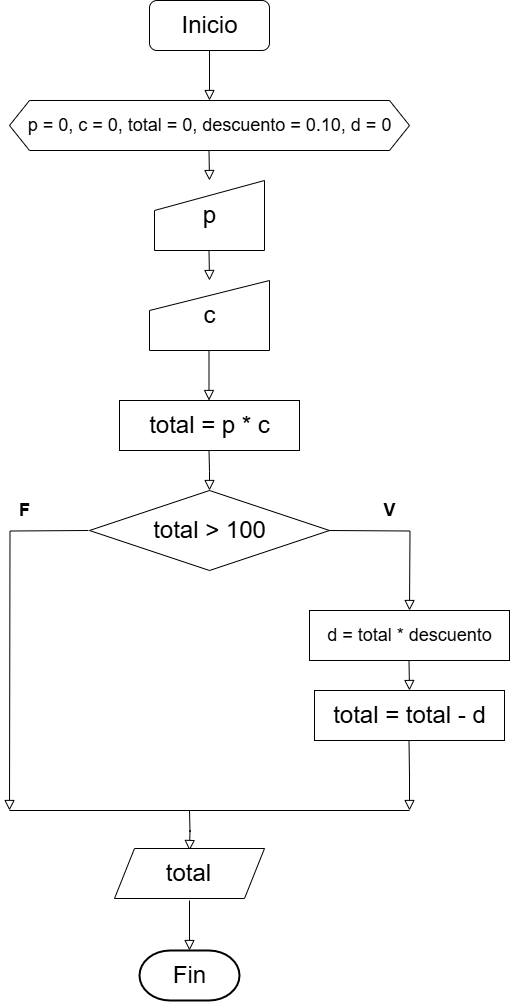 Inicio
p = 0, c = 0, total = 0, descuento = 0.10, d = 0
p
c
total = p * c
F
V
total > 100
d = total * descuento
total = total - d
total
Fin